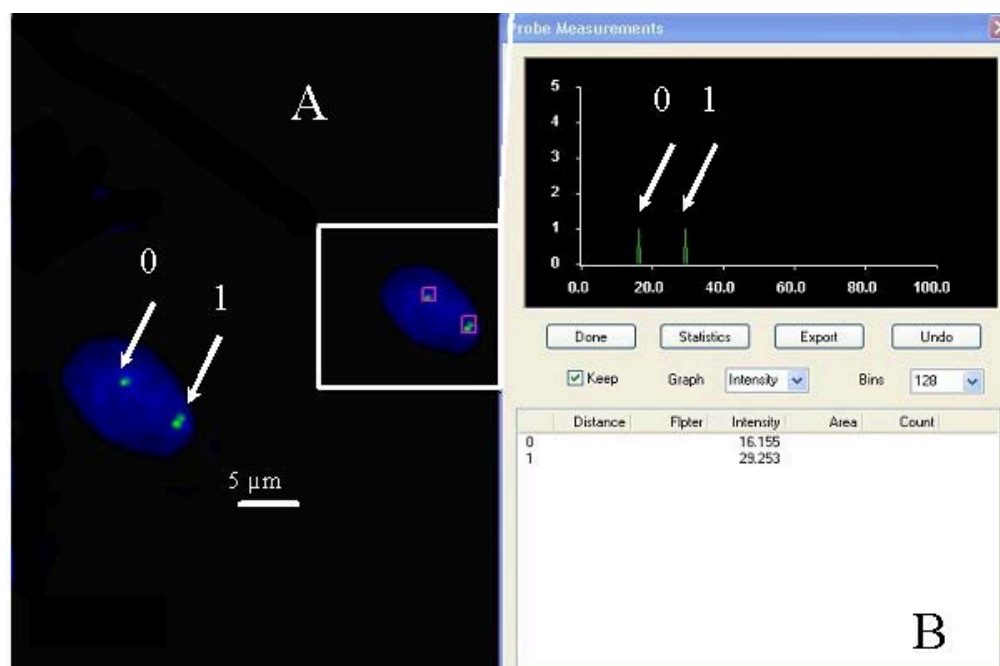 A
0
1
5 µm
Probe Measurements
5
4
3
2
1
0
0 1
0.0 20.0 40.0 60.0 80.0 100.0
Done Statistics Export Undo
Keep Graph Intensity Bins 128
Distance Flpter Intensity Area Count
0 16.155
1 29.253
B